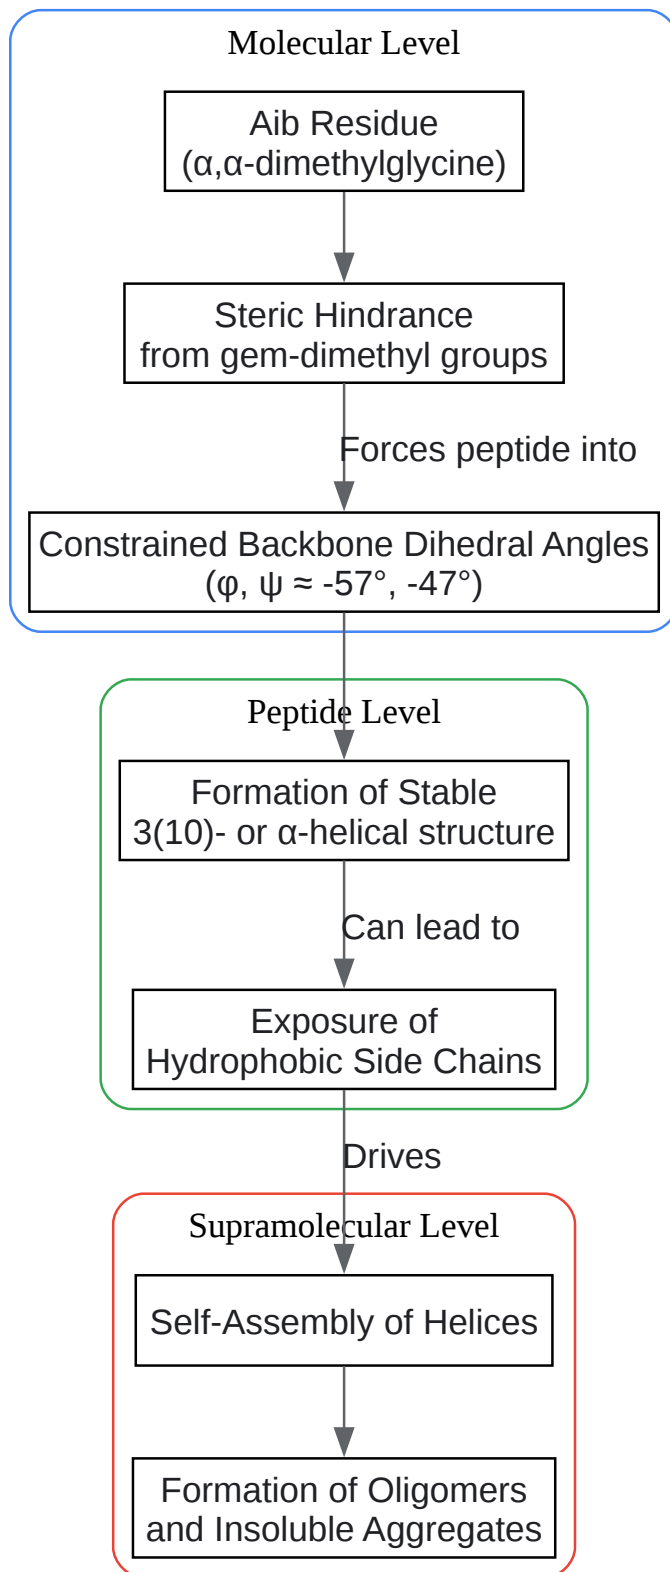 Molecular Level
Aib Residue
(α,α-dimethylglycine)
Steric Hindrance
from gem-dimethyl groups
Forces peptide into
Constrained Backbone Dihedral Angles
(φ, ψ ≈ -57°, -47°)
Peptide Level
Formation of Stable
3(10)- or α-helical structure
Can lead to
Exposure of
Hydrophobic Side Chains
Drives
Supramolecular Level
Self-Assembly of Helices
Formation of Oligomers
and Insoluble Aggregates